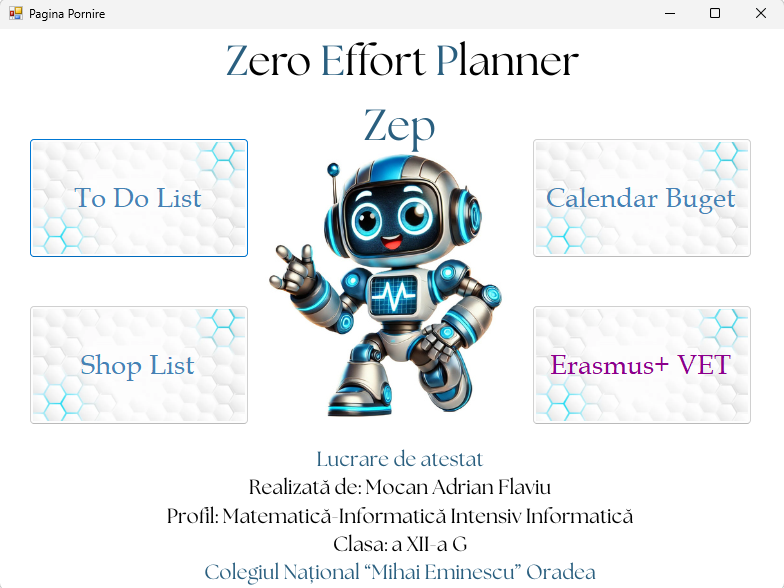 Pagina Pornire
Zero Effort Planner
Zep
To Do List
Calendar Buget
Shop List
Erasmus+ VET
Lucrare de atestat
Realizată de: Mocan Adrian Flaviu
Profil: Matematică-Informatică Intensiv Informatică
Clasa: a XII-a G
Colegiul Național “Mihai Eminescu” Oradea